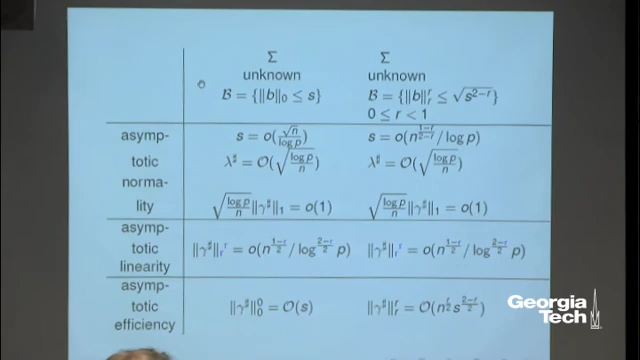 Σ Σ
unknown unknown
B = {‖b‖₀ ≤ s} B = {‖b‖ᵣʳ ≤ √s²⁻ʳ}
0 ≤ r < 1
asymp- s = o(√n / log p) s = o(n^{(1−r)/(2−r)} / log p)
totic λ♯ = O(√(log p / n)) λ♯ = O(√(log p / n))
norma-
lity √(log p / n) ‖γ♯‖₁ = o(1) √(log p / n) ‖γ♯‖₁ = o(1)
asymp-
totic ‖γ♯‖ᵣʳ = o(n^{(1−r)/2} / log^{(2−r)/2} p) ‖γ♯‖ᵣʳ = o(n^{(1−r)/2} / log^{(2−r)/2} p)
linearity
asymp-
totic ‖γ♯‖₀⁰ = O(s) ‖γ♯‖ᵣʳ = O(n^{r/2} s^{(2−r)/2})
efficiency
Georgia
Tech